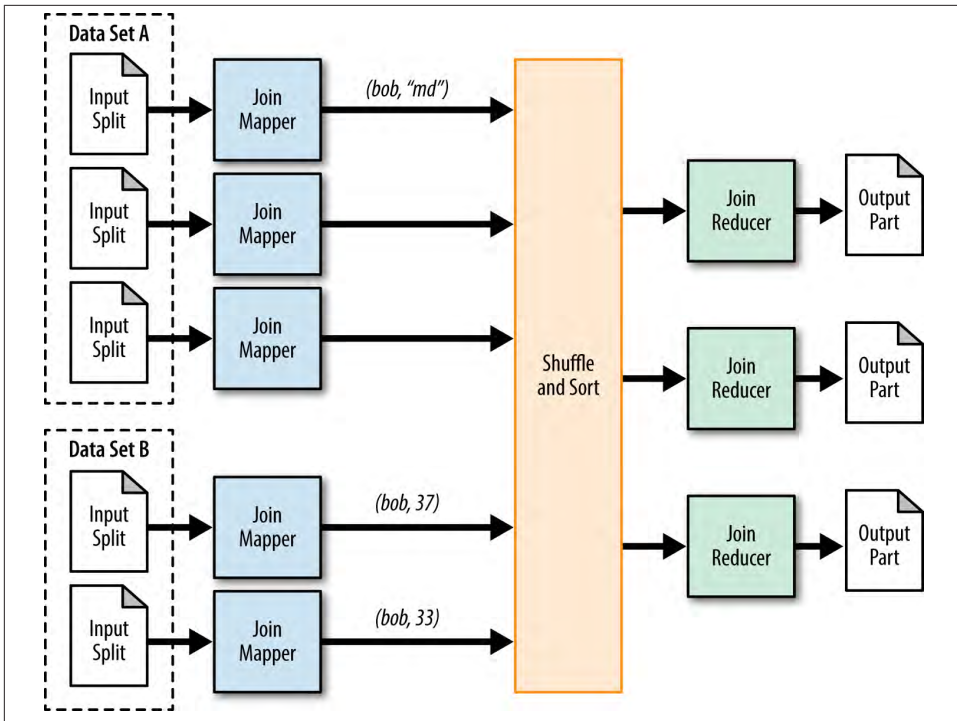 Data Set A
Input
Split
Join
Mapper
(bob, “md”)
Input
Split
Join
Mapper
Input
Split
Join
Mapper
Data Set B
Input
Split
Join
Mapper
(bob, 37)
Input
Split
Join
Mapper
(bob, 33)
Shuffle
and Sort
Join
Reducer
Output
Part
Join
Reducer
Output
Part
Join
Reducer
Output
Part